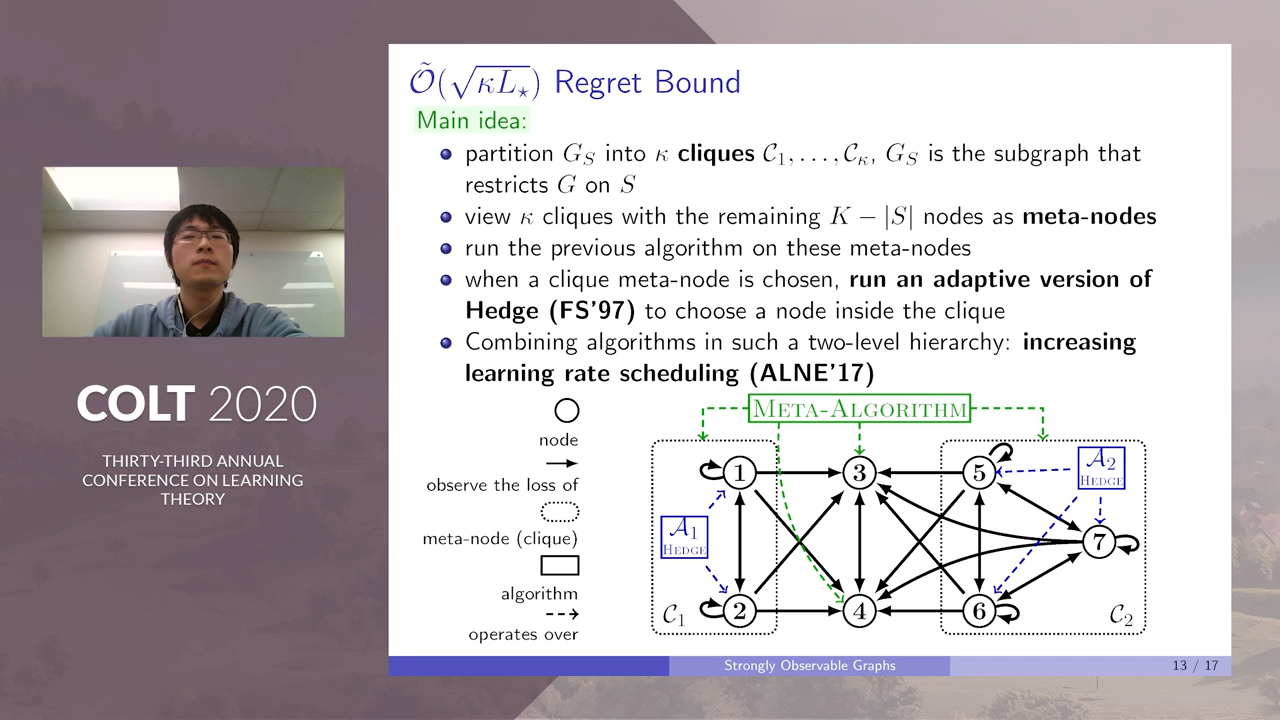 Õ(√κL⋆) Regret Bound
Main idea:
partition G_S into κ cliques C₁, . . . , C_κ, G_S is the subgraph that
restricts G on S
view κ cliques with the remaining K − |S| nodes as meta-nodes
run the previous algorithm on these meta-nodes
when a clique meta-node is chosen, run an adaptive version of
Hedge (FS'97) to choose a node inside the clique
Combining algorithms in such a two-level hierarchy: increasing
learning rate scheduling (ALNE'17)
COLT 2020
THIRTY-THIRD ANNUAL
CONFERENCE ON LEARNING
THEORY
node
observe the loss of
meta-node (clique)
algorithm
operates over
META-ALGORITHM
1
3
5
A₂
HEDGE
A₁
HEDGE
7
2
4
6
C₁
C₂
Strongly Observable Graphs
13 / 17